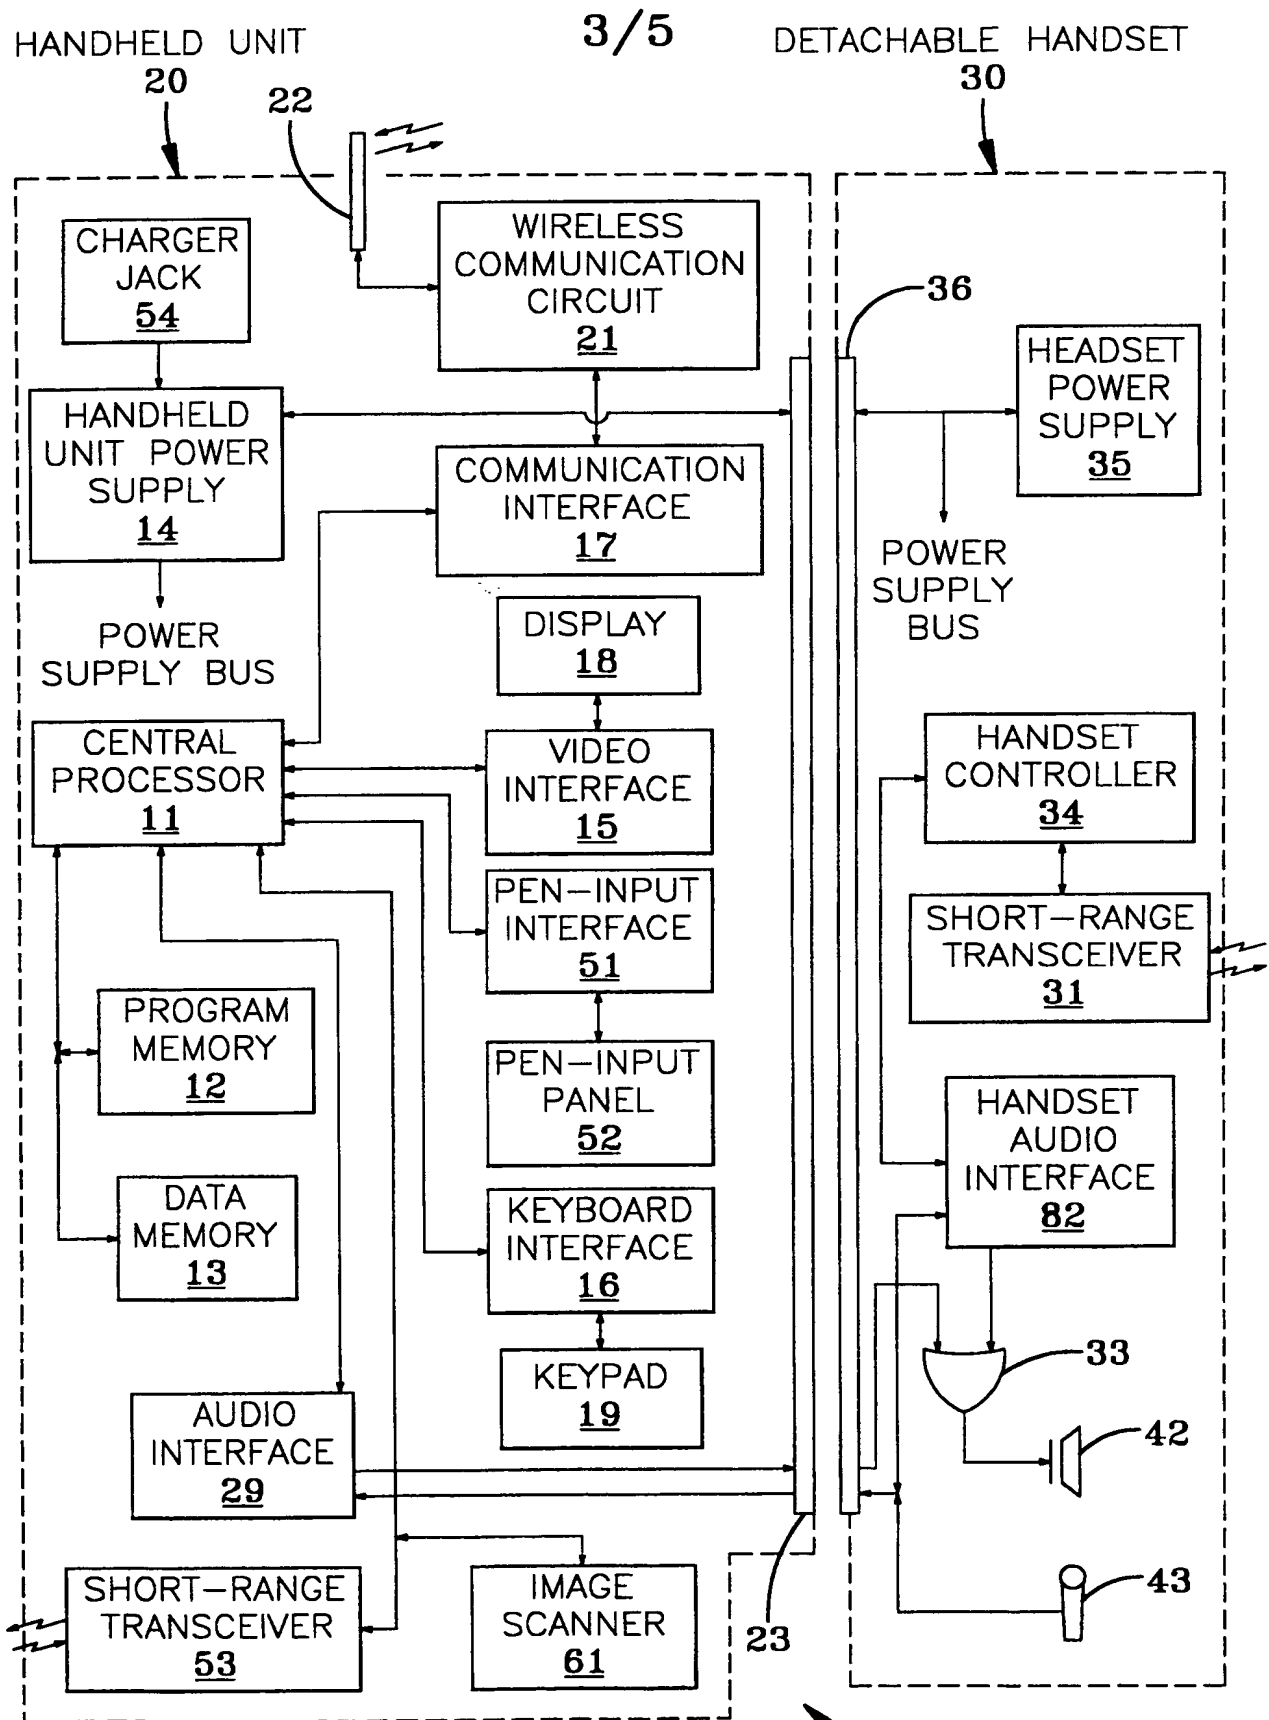 3/5
HANDHELD UNIT
20
DETACHABLE HANDSET
30
22
CHARGER
JACK
54
WIRELESS
COMMUNICATION
CIRCUIT
21
36
HANDHELD
UNIT POWER
SUPPLY
14
HEADSET
POWER
SUPPLY
35
COMMUNICATION
INTERFACE
17
POWER
SUPPLY BUS
POWER
SUPPLY
BUS
DISPLAY
18
CENTRAL
PROCESSOR
11
VIDEO
INTERFACE
15
HANDSET
CONTROLLER
34
PEN-INPUT
INTERFACE
51
SHORT-RANGE
TRANSCEIVER
31
PROGRAM
MEMORY
12
PEN-INPUT
PANEL
52
HANDSET
AUDIO
INTERFACE
82
DATA
MEMORY
13
KEYBOARD
INTERFACE
16
33
KEYPAD
19
AUDIO
INTERFACE
29
42
SHORT-RANGE
TRANSCEIVER
53
IMAGE
SCANNER
61
23
43